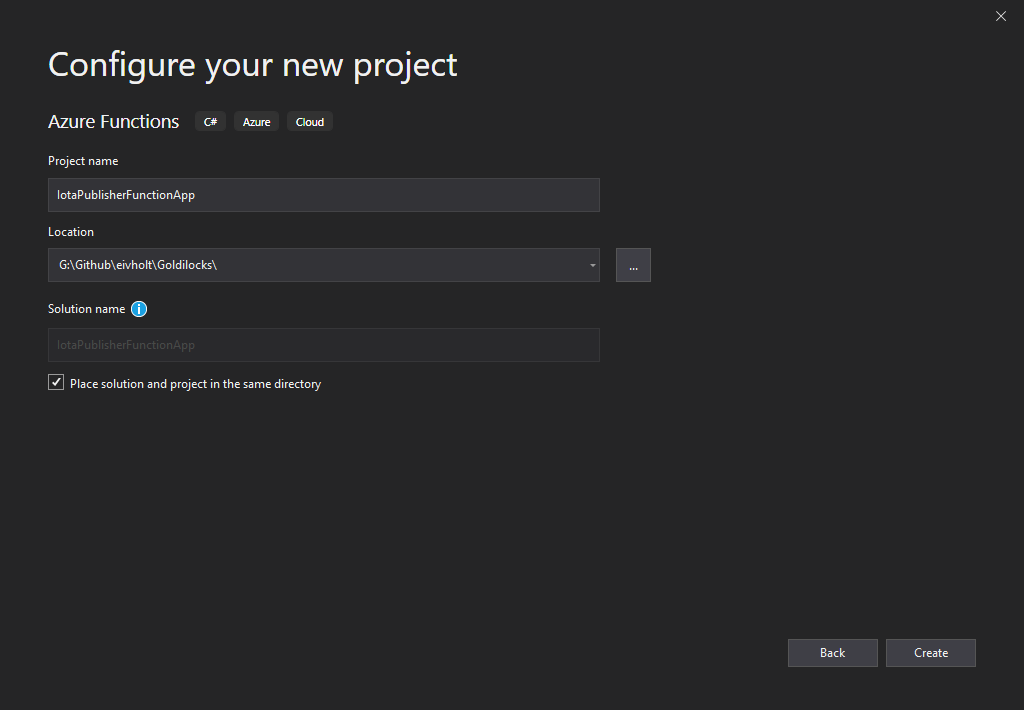 Configure your new project
Azure Functions C# Azure Cloud
Project name
IotaPublisherFunctionApp
Location
G:\Github\eivholt\Goldilocks\
...
Solution name
IotaPublisherFunctionApp
Place solution and project in the same directory
Back Create